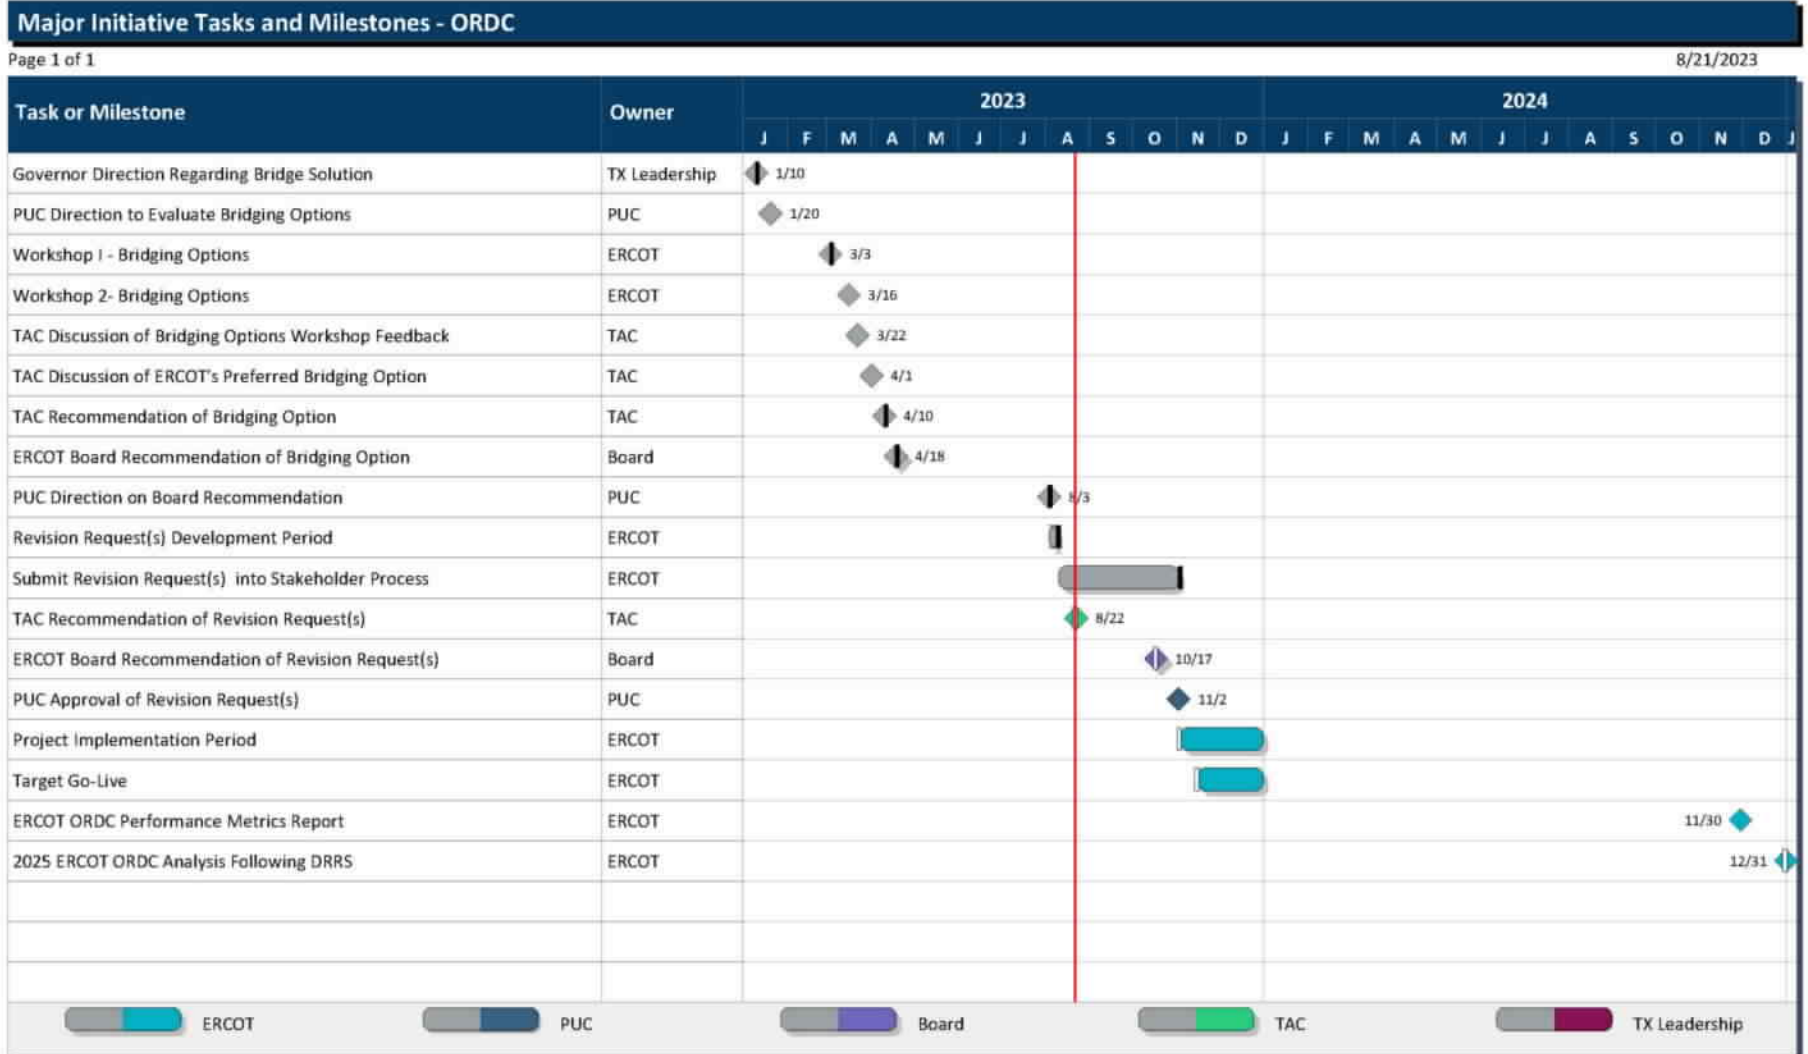 Major Initiative Tasks and Milestones - ORDC
Page 1 of 1 8/21/2023
Task or Milestone Owner 2023 2024
J F M A M J J A S O N D J F M A M J J A S O N D J
Governor Direction Regarding Bridge Solution TX Leadership 1/10
PUC Direction to Evaluate Bridging Options PUC 1/20
Workshop I - Bridging Options ERCOT 3/3
Workshop 2- Bridging Options ERCOT 3/16
TAC Discussion of Bridging Options Workshop Feedback TAC 3/22
TAC Discussion of ERCOT's Preferred Bridging Option TAC 4/1
TAC Recommendation of Bridging Option TAC 4/10
ERCOT Board Recommendation of Bridging Option Board 4/18
PUC Direction on Board Recommendation PUC 8/3
Revision Request(s) Development Period ERCOT
Submit Revision Request(s) into Stakeholder Process ERCOT
TAC Recommendation of Revision Request(s) TAC 8/22
ERCOT Board Recommendation of Revision Request(s) Board 10/17
PUC Approval of Revision Request(s) PUC 11/2
Project Implementation Period ERCOT
Target Go-Live ERCOT
ERCOT ORDC Performance Metrics Report ERCOT 11/30
2025 ERCOT ORDC Analysis Following DRRS ERCOT 12/31
ERCOT PUC Board TAC TX Leadership